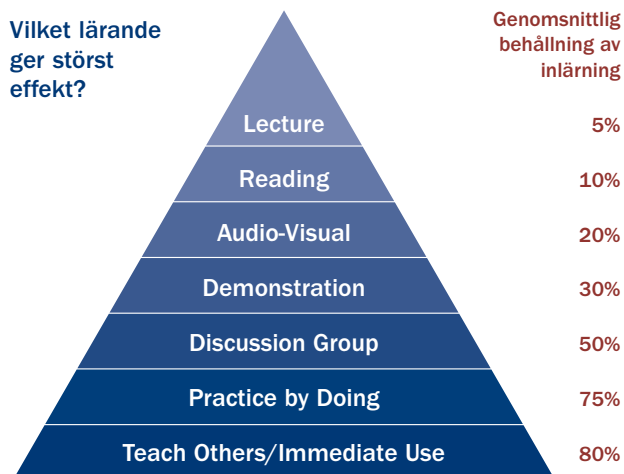 Vilket lärande
ger störst
effekt?
Genomsnittlig
behållning av
inlärning
Lecture 5%
Reading 10%
Audio-Visual 20%
Demonstration 30%
Discussion Group 50%
Practice by Doing 75%
Teach Others/Immediate Use 80%